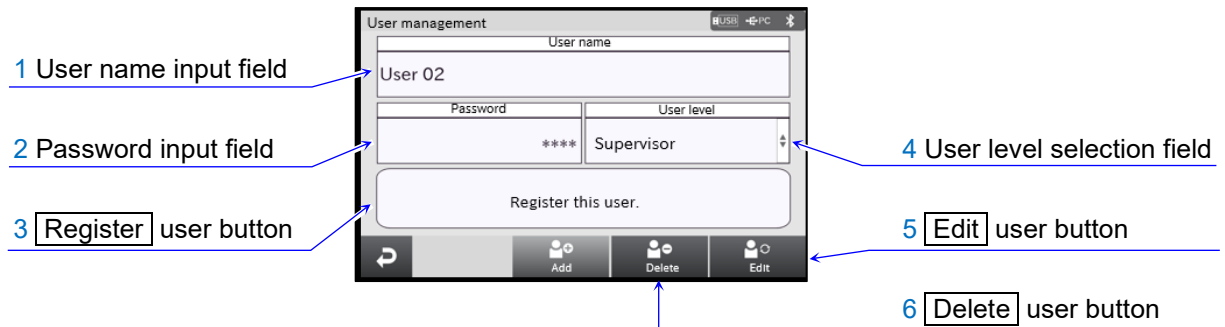 User management
USB PC
User name
1 User name input field
User 02
Password
User level
2 Password input field
****
Supervisor
4 User level selection field
Register this user.
3 Register user button
5 Edit user button
Add
Delete
Edit
6 Delete user button